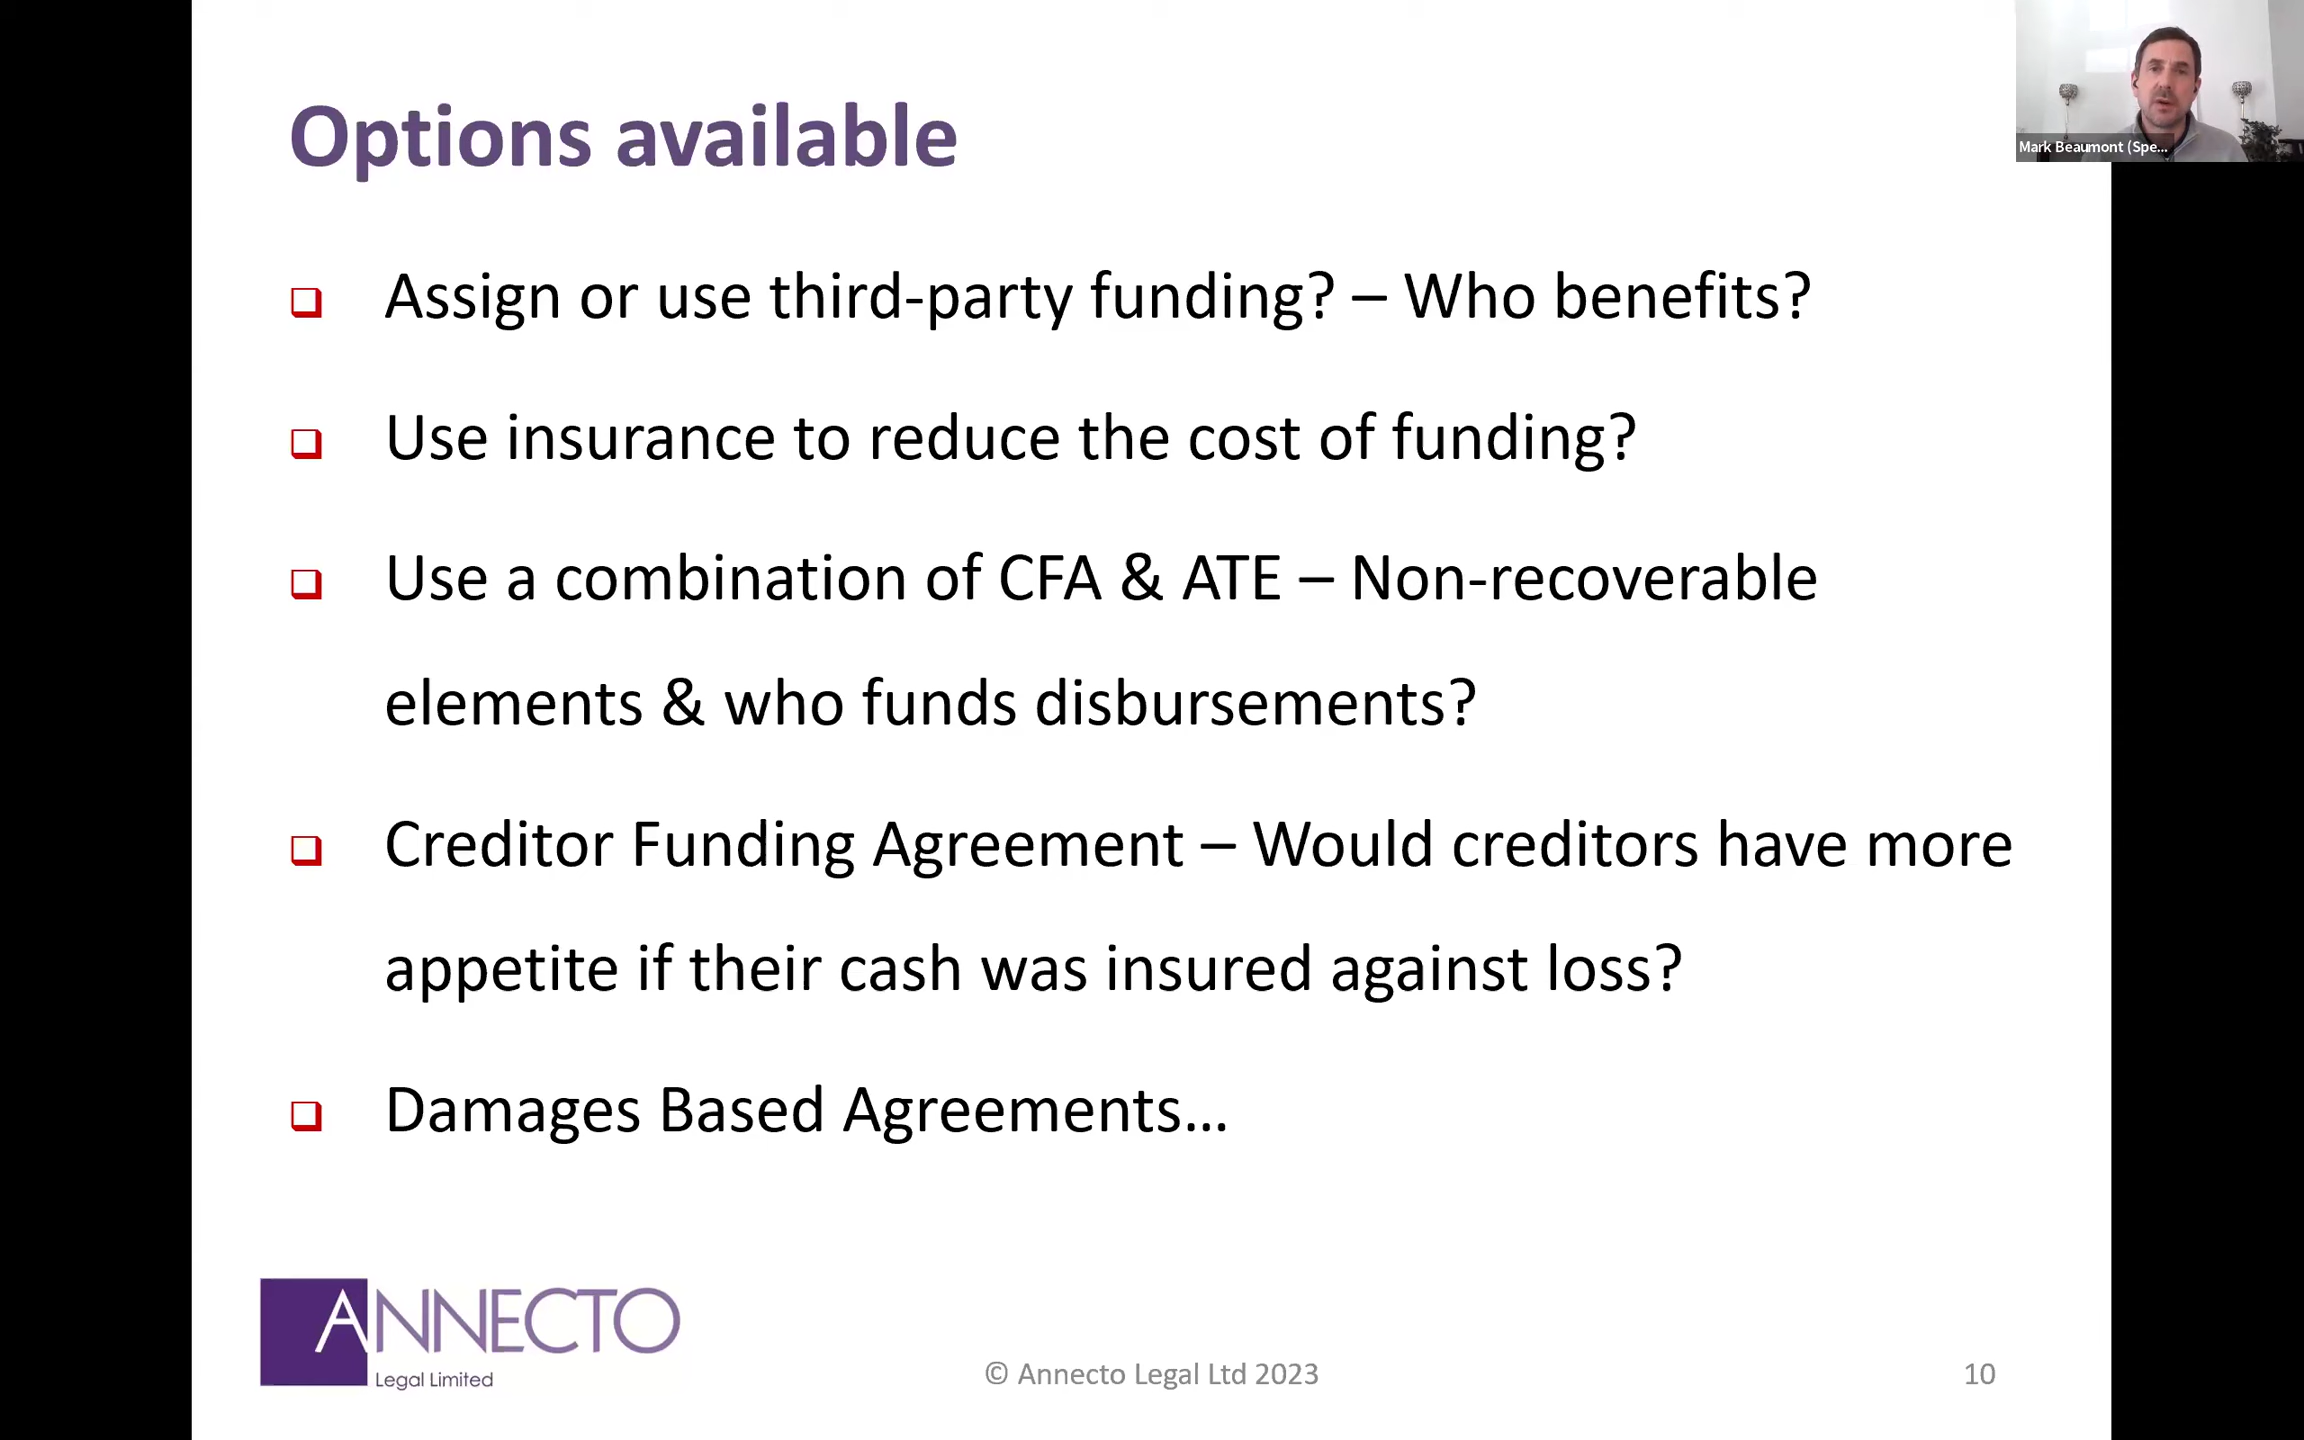 Options available
Mark Beaumont (Spe...
Assign or use third-party funding? – Who benefits?
Use insurance to reduce the cost of funding?
Use a combination of CFA & ATE – Non-recoverable
elements & who funds disbursements?
Creditor Funding Agreement – Would creditors have more
appetite if their cash was insured against loss?
Damages Based Agreements...
ANNECTO
Legal Limited
© Annecto Legal Ltd 2023
10